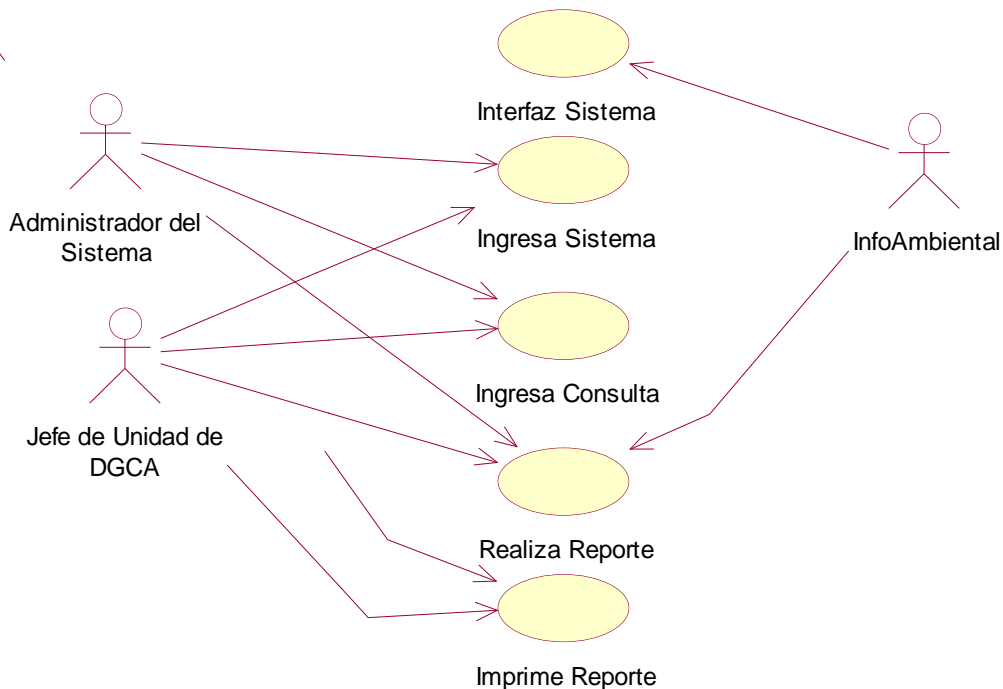 Interfaz Sistema
Administrador del
Sistema
Ingresa Sistema
InfoAmbiental
Ingresa Consulta
Jefe de Unidad de
DGCA
Realiza Reporte
Imprime Reporte